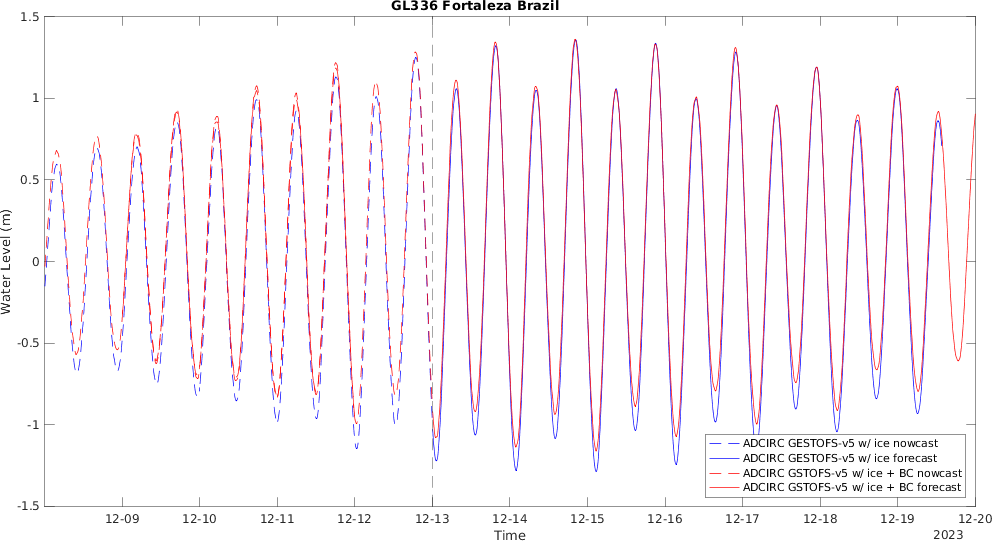 GL336 Fortaleza Brazil
1.5
1
0.5
0
-0.5
-1
-1.5
Water Level (m)
12-09 12-10 12-11 12-12 12-13 12-14 12-15 12-16 12-17 12-18 12-19 12-20
Time
2023
ADCIRC GESTOFS-v5 w/ ice nowcast
ADCIRC GESTOFS-v5 w/ ice forecast
ADCIRC GSTOFS-v5 w/ ice + BC nowcast
ADCIRC GSTOFS-v5 w/ ice + BC forecast